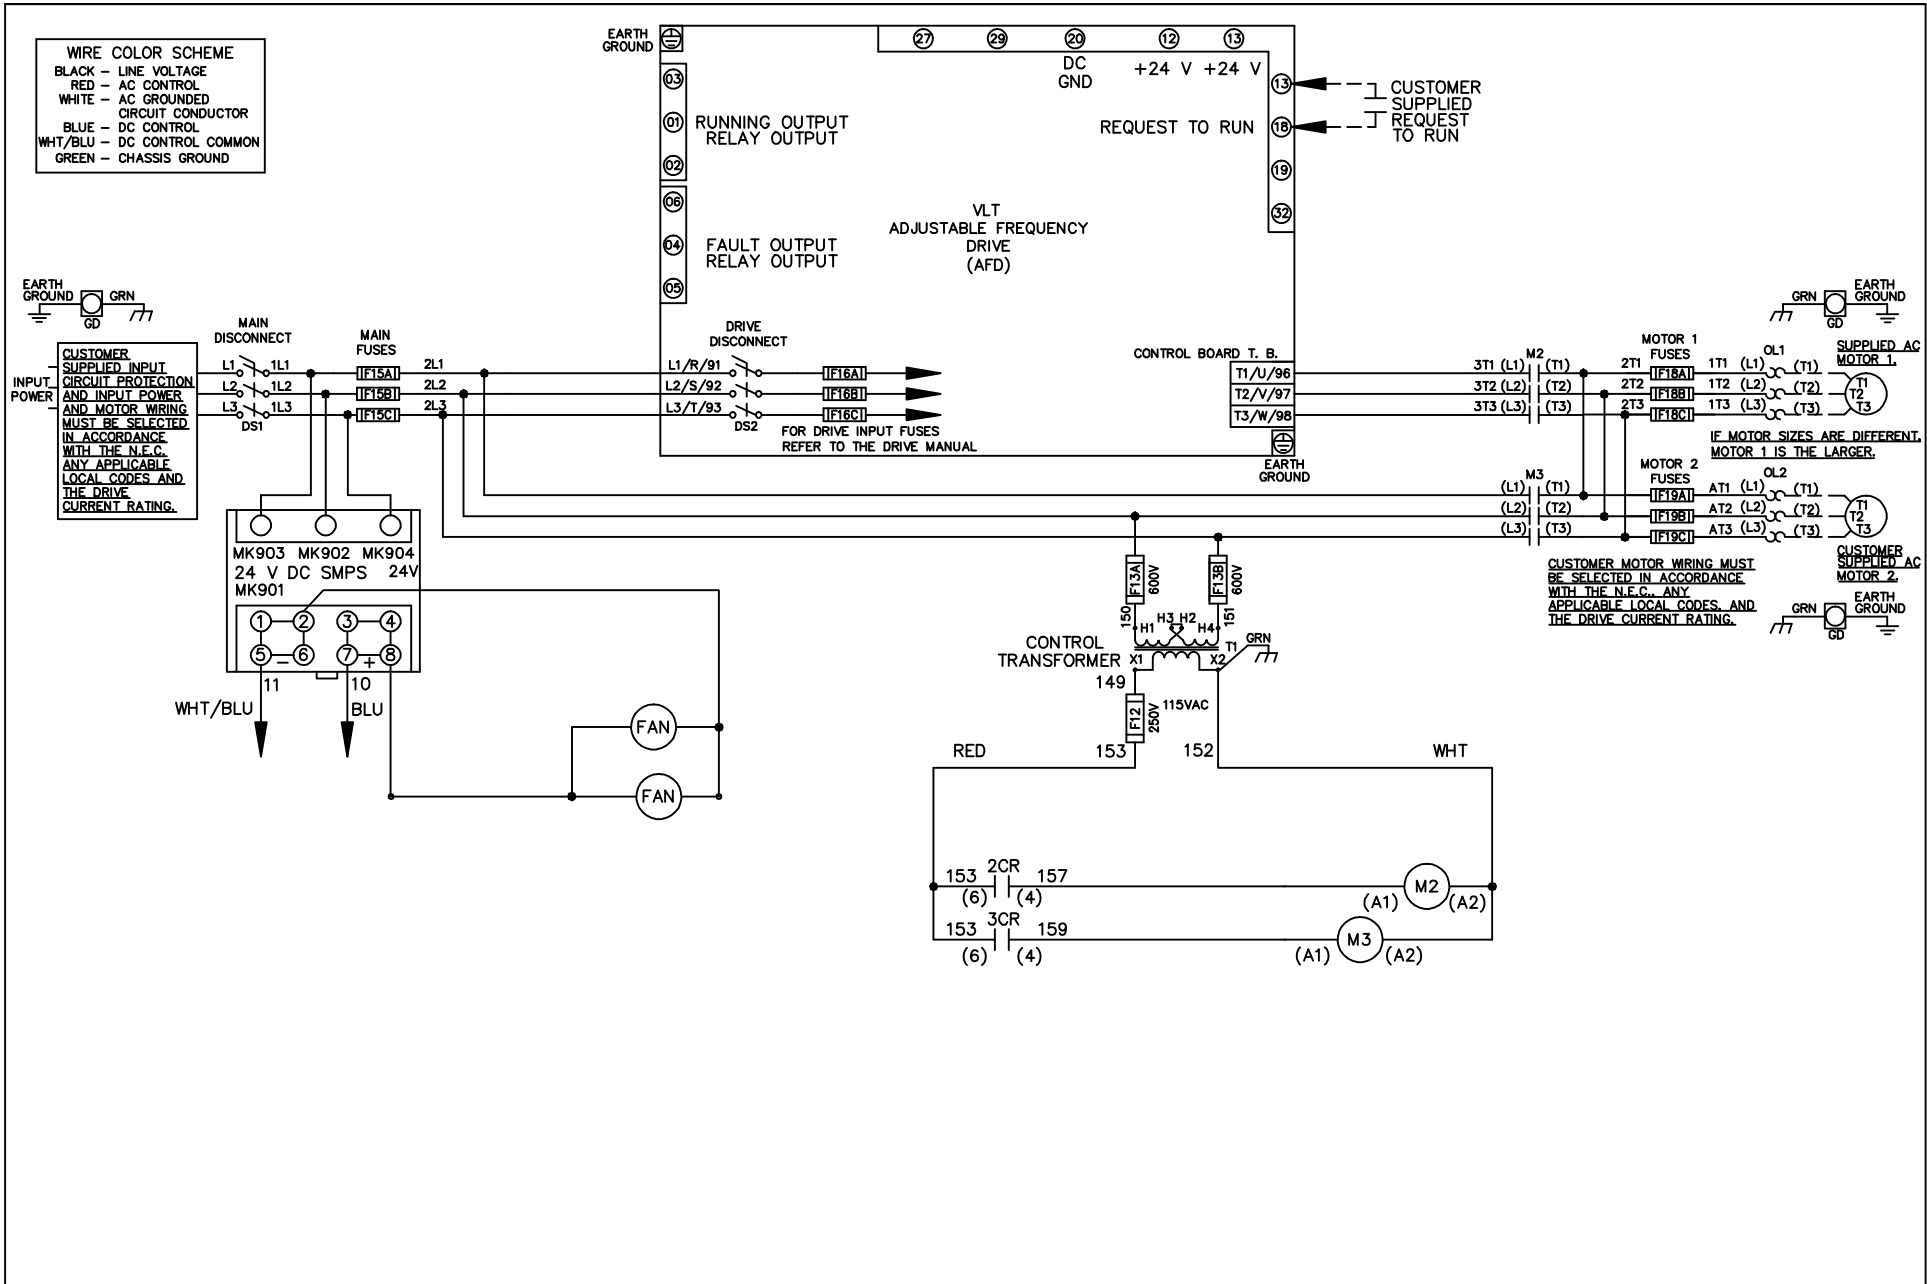 WIRE COLOR SCHEME
BLACK – LINE VOLTAGE
RED – AC CONTROL
WHITE – AC GROUNDED
CIRCUIT CONDUCTOR
BLUE – DC CONTROL
WHT/BLU – DC CONTROL COMMON
GREEN – CHASSIS GROUND
EARTH
GROUND
03
01
02
RUNNING OUTPUT
RELAY OUTPUT
06
04
05
FAULT OUTPUT
RELAY OUTPUT
27
29
20
12
13
DC
GND
+24 V
+24 V
13
18
19
32
REQUEST TO RUN
CUSTOMER
SUPPLIED
REQUEST
TO RUN
VLT
ADJUSTABLE FREQUENCY
DRIVE
(AFD)
EARTH
GROUND
GRN
GD
INPUT
POWER
CUSTOMER
SUPPLIED INPUT
CIRCUIT PROTECTION
AND INPUT POWER
AND MOTOR WIRING
MUST BE SELECTED
IN ACCORDANCE
WITH THE N.E.C.
ANY APPLICABLE
LOCAL CODES AND
THE DRIVE
CURRENT RATING.
MAIN
DISCONNECT
L1 1L1
L2 1L2
L3 1L3
DS1
MAIN
FUSES
F15A
F15B
F15C
2L1
2L2
2L3
L1/R/91
L2/S/92
L3/T/93
DRIVE
DISCONNECT
DS2
F16A
F16B
F16C
FOR DRIVE INPUT FUSES
REFER TO THE DRIVE MANUAL
CONTROL BOARD T. B.
T1/U/96
T2/V/97
T3/W/98
EARTH
GROUND
M2
3T1 (L1) (T1)
3T2 (L2) (T2)
3T3 (L3) (T3)
2T1
2T2
2T3
MOTOR 1
FUSES
F18A
F18B
F18C
OL1
1T1 (L1) (T1)
1T2 (L2) (T2)
1T3 (L3) (T3)
T1
T2
T3
GRN
GD
EARTH
GROUND
SUPPLIED AC
MOTOR 1.
IF MOTOR SIZES ARE DIFFERENT,
MOTOR 1 IS THE LARGER.
M3
(L1) (T1)
(L2) (T2)
(L3) (T3)
MOTOR 2
FUSES
F19A
F19B
F19C
OL2
AT1 (L1) (T1)
AT2 (L2) (T2)
AT3 (L3) (T3)
T1
T2
T3
CUSTOMER
SUPPLIED AC
MOTOR 2.
GRN
GD
EARTH
GROUND
CUSTOMER MOTOR WIRING MUST
BE SELECTED IN ACCORDANCE
WITH THE N.E.C., ANY
APPLICABLE LOCAL CODES, AND
THE DRIVE CURRENT RATING.
MK903 MK902 MK904
24 V DC SMPS 24V
MK901
1 2 3 4
5 – 6 7 + 8
11
10
WHT/BLU
BLU
FAN
FAN
F13A
600V
F13B
600V
150
151
H1 H3 H2 H4
CONTROL
TRANSFORMER
X1
X2
T1
GRN
149
F12
250V
115VAC
RED
153
152
WHT
153 2CR 157
(6) (4)
M2
(A1) (A2)
153 3CR 159
(6) (4)
M3
(A1) (A2)